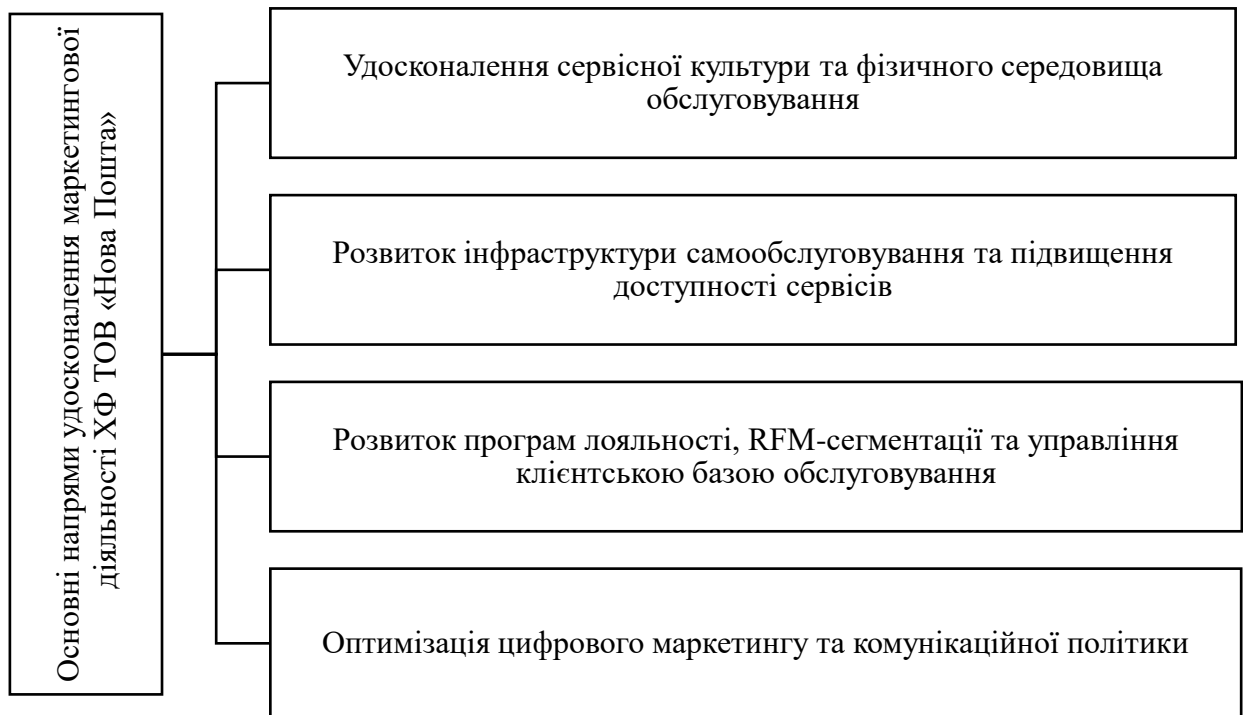 Основні напрями удосконалення маркетингової
діяльності ХФ ТОВ «Нова Пошта»
Удосконалення сервісної культури та фізичного середовища
обслуговування
Розвиток інфраструктури самообслуговування та підвищення
доступності сервісів
Розвиток програм лояльності, RFM-сегментації та управління
клієнтською базою обслуговування
Оптимізація цифрового маркетингу та комунікаційної політики